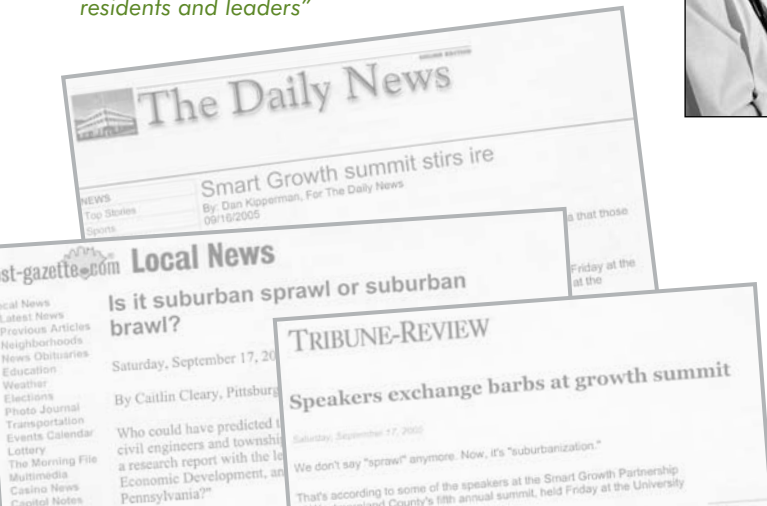 residents and leaders”
The Daily News
NEWS
Top Stories
Sports
Smart Growth summit stirs ire
By: Dan Kipperman, For The Daily News
09/16/2005
a that those
Friday at the
at the
st-gazette.com Local News
cal News
Latest News
Previous Articles
Neighborhoods
News Obituaries
Education
Weather
Elections
Photo Journal
Transportation
Events Calendar
Lottery
The Morning File
Multimedia
Casino News
Capitol Notes
Is it suburban sprawl or suburban
brawl?
Saturday, September 17, 20
By Caitlin Cleary, Pittsburg
Who could have predicted t
civil engineers and townshi
a research report with the le
Economic Development, an
Pennsylvania?"
TRIBUNE-REVIEW
Speakers exchange barbs at growth summit
Saturday, September 17, 2005
We don't say "sprawl" anymore. Now, it's "suburbanization."
That's according to some of the speakers at the Smart Growth Partnership
County's fifth annual summit, held Friday at the University